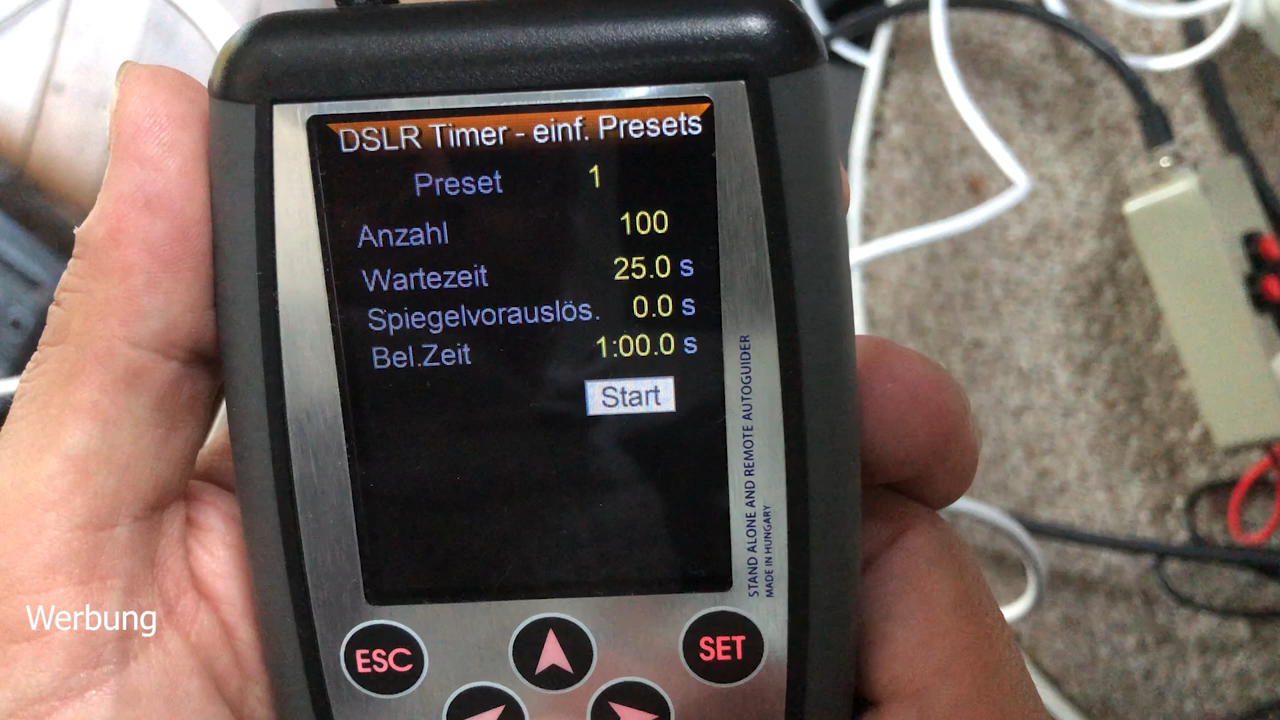 DSLR Timer - einf. Presets
Preset 1
Anzahl 100
Wartezeit 25.0 s
Spiegelvorauslös. 0.0 s
Bel.Zeit 1:00.0 s
Start
STAND ALONE AND REMOTE AUTOGUIDER
MADE IN HUNGARY
Werbung
ESC
SET